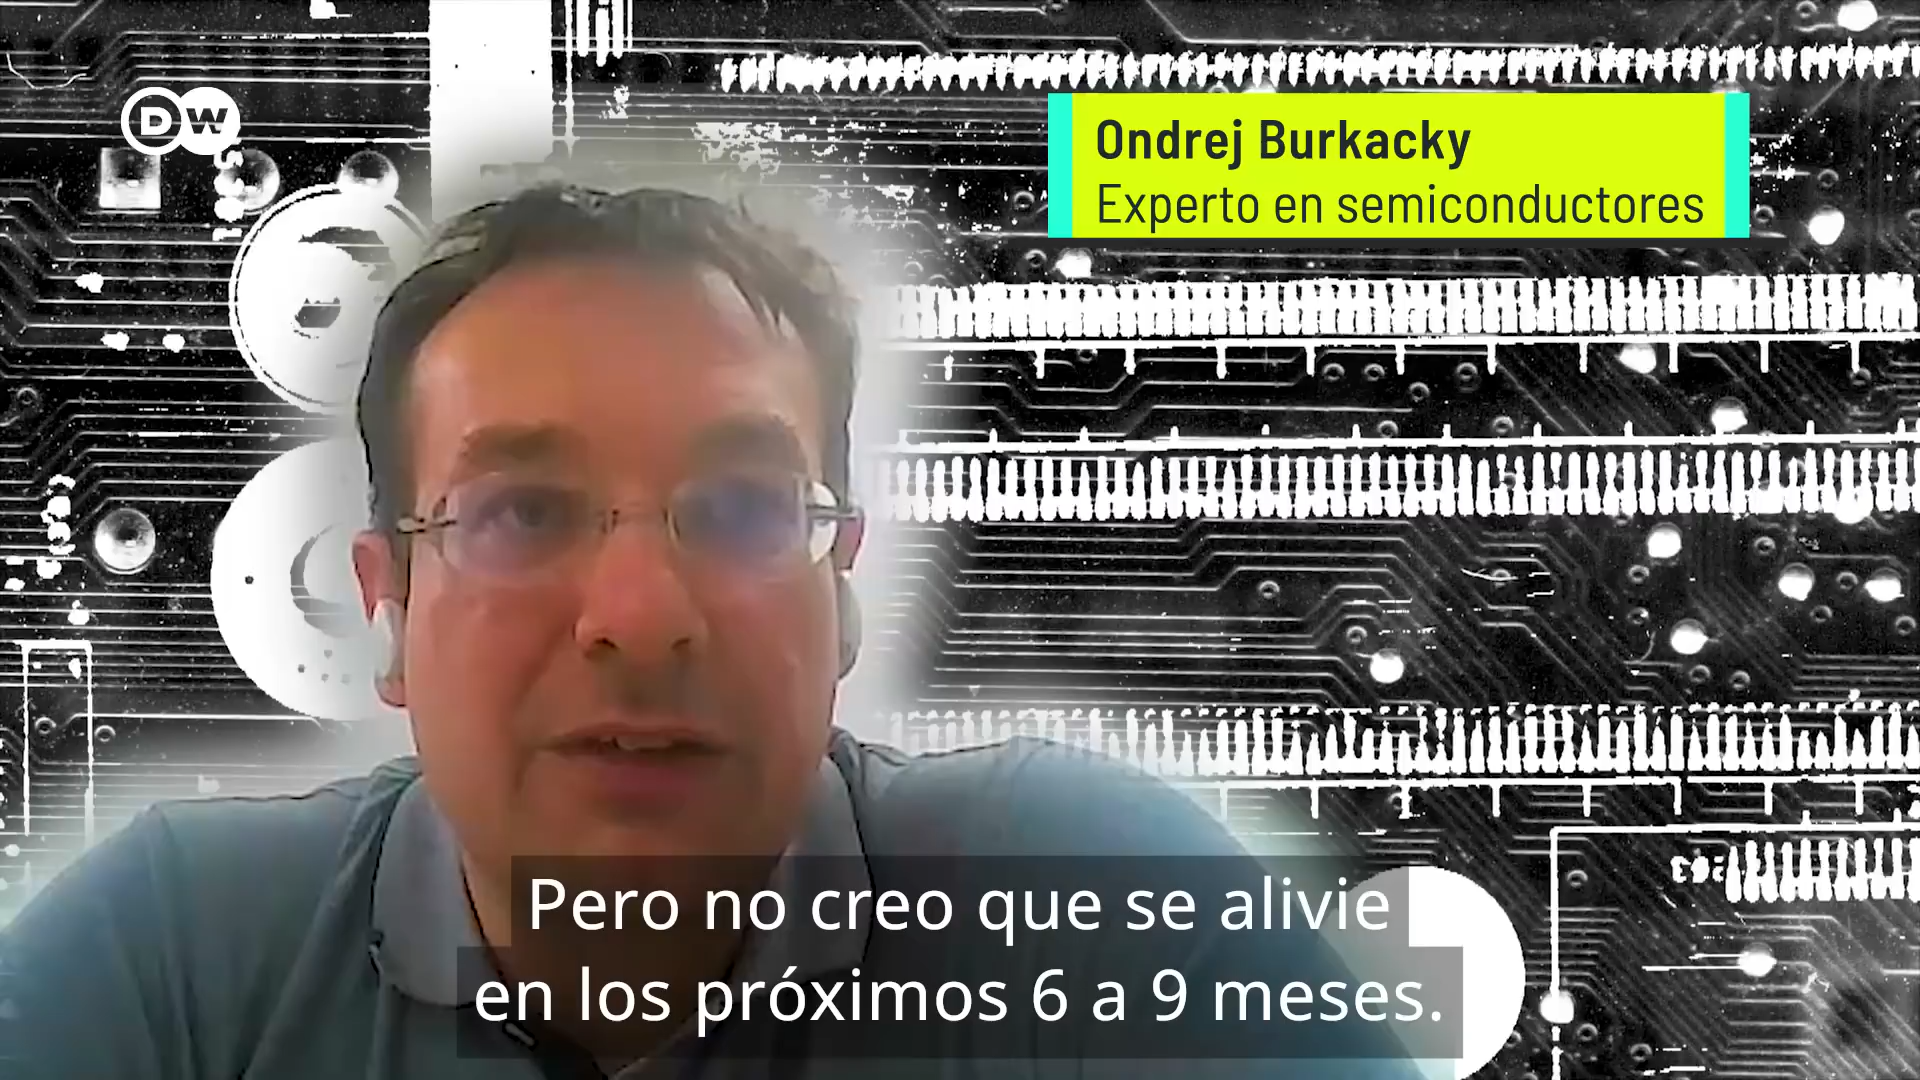 DW
Ondrej Burkacky
Experto en semiconductores
Pero no creo que se alivie
en los próximos 6 a 9 meses.